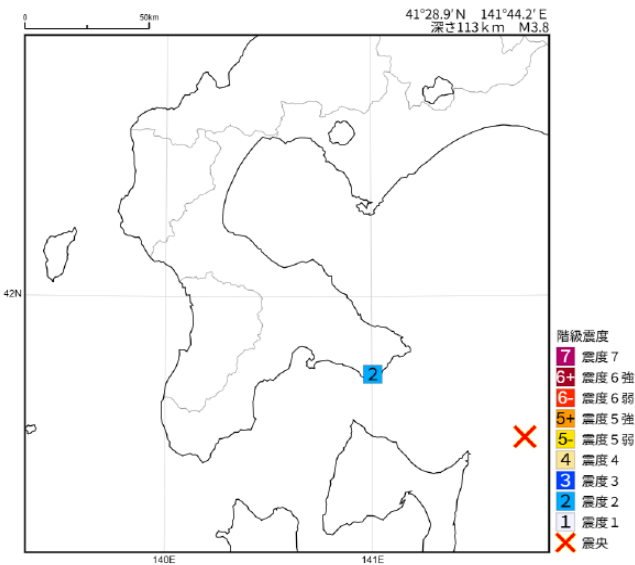 0 50km
41°28.9′N 141°44.2′E
深さ113km M3.8
42N
2
階級震度
7 震度7
6+ 震度6強
6- 震度6弱
5+ 震度5強
5- 震度5弱
4 震度4
3 震度3
2 震度2
1 震度1
震央
140E 141E